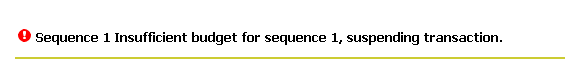 Sequence 1 Insufficient budget for sequence 1, suspending transaction.